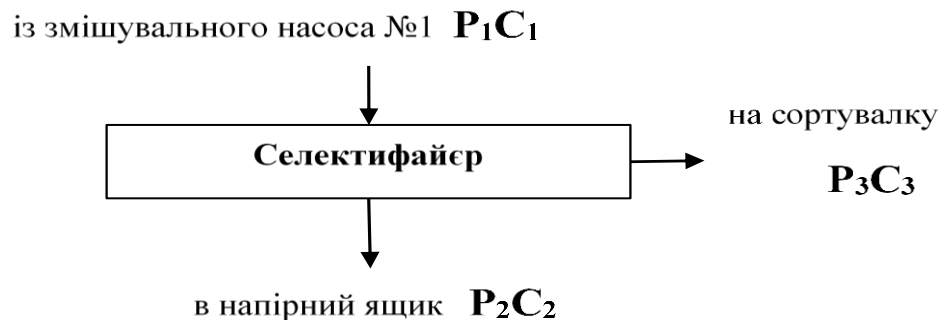 із змішувального насоса №1 P₁C₁
на сортувалку
Селектифайєр
P₃C₃
в напірний ящик P₂C₂